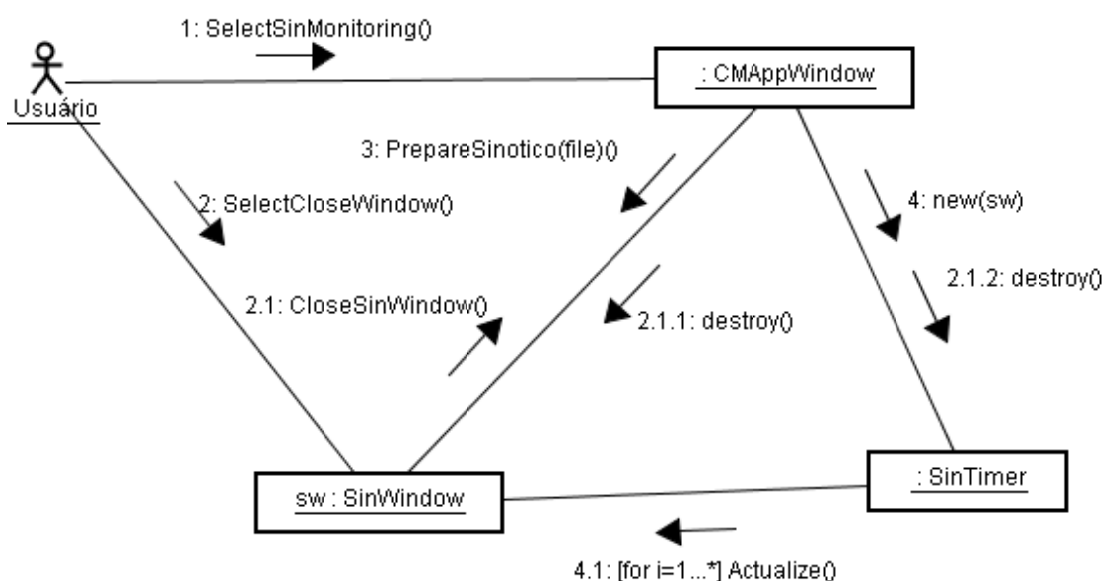 1: SelectSinMonitoring()
: CMAppWindow
Usuário
3: PrepareSinotico(file)()
2: SelectCloseWindow()
4: new(sw)
2.1.2: destroy()
2.1: CloseSinWindow()
2.1.1: destroy()
sw : SinWindow
: SinTimer
4.1: [for i=1...*] Actualize()